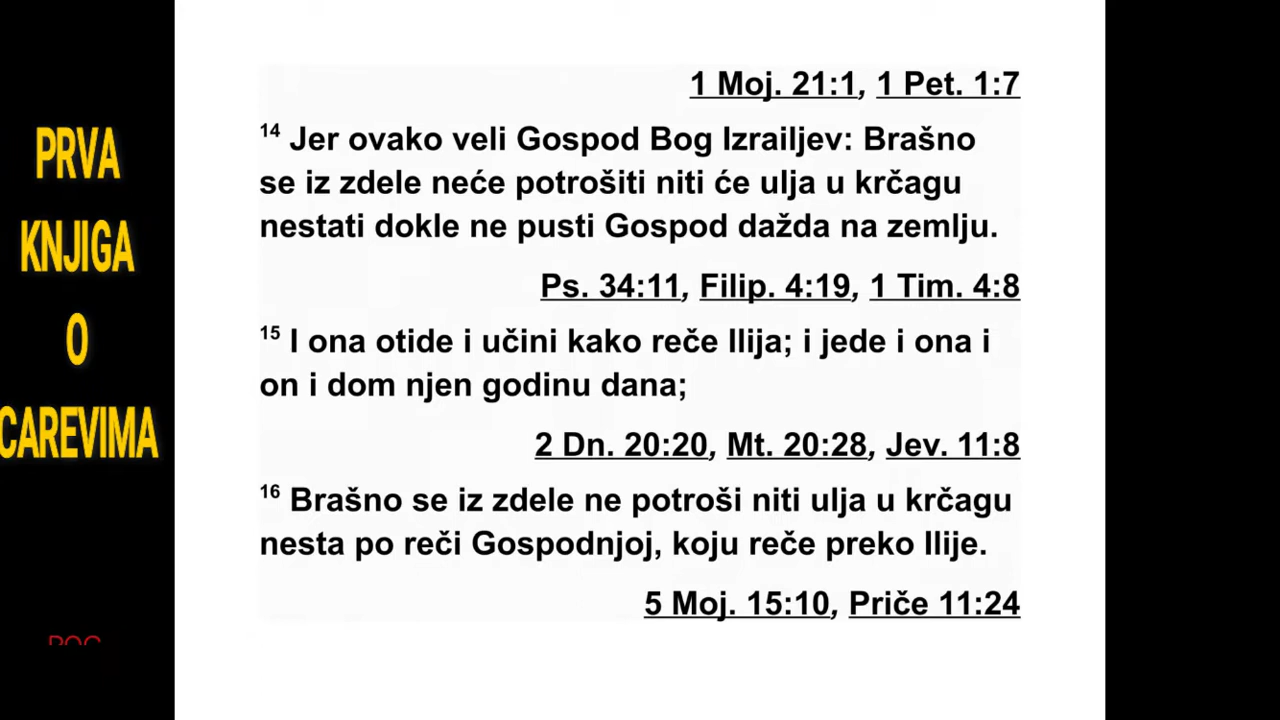 PRVA
KNJIGA
O
CAREVIMA
1 Moj. 21:1, 1 Pet. 1:7
14 Jer ovako veli Gospod Bog Izrailjev: Brašno
se iz zdele neće potrošiti niti će ulja u krčagu
nestati dokle ne pusti Gospod dažda na zemlju.
Ps. 34:11, Filip. 4:19, 1 Tim. 4:8
15 I ona otide i učini kako reče Ilija; i jede i ona i
on i dom njen godinu dana;
2 Dn. 20:20, Mt. 20:28, Jev. 11:8
16 Brašno se iz zdele ne potroši niti ulja u krčagu
nesta po reči Gospodnjoj, koju reče preko Ilije.
5 Moj. 15:10, Priče 11:24